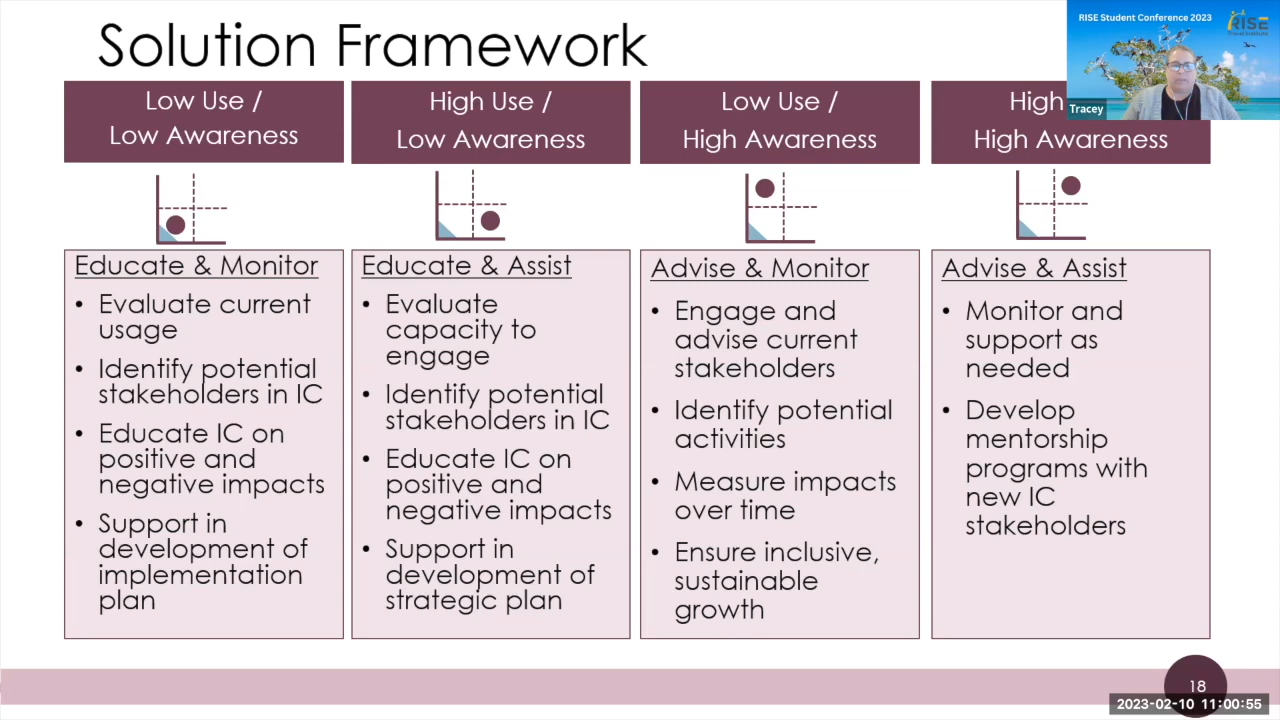 Solution Framework
RISE Student Conference 2023
RISE
Travel Institute
Tracey
Low Use /
Low Awareness
High Use /
Low Awareness
Low Use /
High Awareness
High
High Awareness
Educate & Monitor
• Evaluate current
usage
• Identify potential
stakeholders in IC
• Educate IC on
positive and
negative impacts
• Support in
development of
implementation
plan
Educate & Assist
• Evaluate
capacity to
engage
• Identify potential
stakeholders in IC
• Educate IC on
positive and
negative impacts
• Support in
development of
strategic plan
Advise & Monitor
• Engage and
advise current
stakeholders
• Identify potential
activities
• Measure impacts
over time
• Ensure inclusive,
sustainable
growth
Advise & Assist
• Monitor and
support as
needed
• Develop
mentorship
programs with
new IC
stakeholders
18
2023-02-10 11:00:55